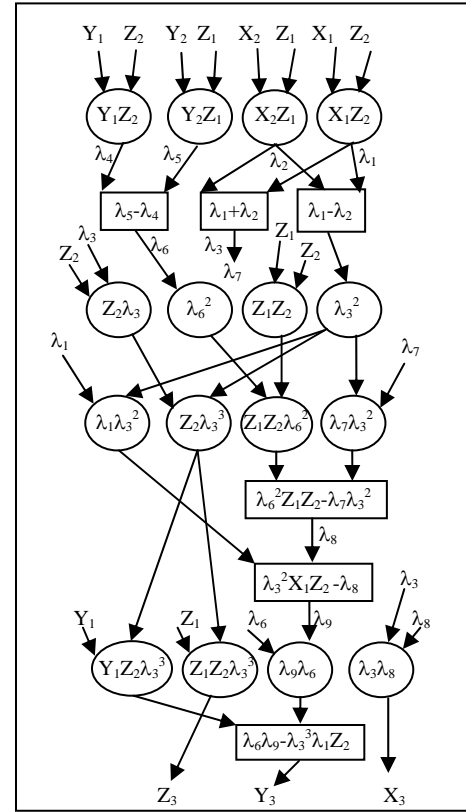 Y₁ Z₂ Y₂ Z₁ X₂ Z₁ X₁ Z₂
Y₁Z₂ Y₂Z₁ X₂Z₁ X₁Z₂
λ₄ λ₅ λ₂ λ₁
λ₅-λ₄ λ₁+λ₂ λ₁-λ₂
λ₃ λ₆ λ₃ Z₁
Z₂ λ₇ Z₂
Z₂λ₃ λ₆² Z₁Z₂ λ₃²
λ₁ λ₇
λ₁λ₃² Z₂λ₃³ Z₁Z₂λ₆² λ₇λ₃²
λ₆²Z₁Z₂-λ₇λ₃²
λ₈
λ₃²X₁Z₂-λ₈
λ₃
Y₁ Z₁ λ₆ λ₉ λ₈
Y₁Z₂λ₃³ Z₁Z₂λ₃³ λ₉λ₆ λ₃λ₈
λ₆λ₉-λ₃³λ₁Z₂
Z₃ Y₃ X₃